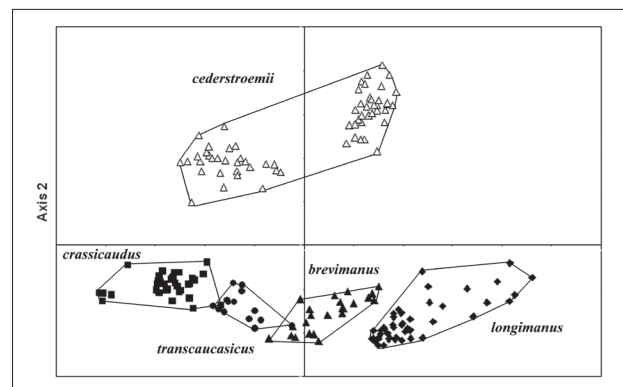 cederstroemii
Axis 2
crassicaudus
brevimanus
longimanus
transcaucasicus